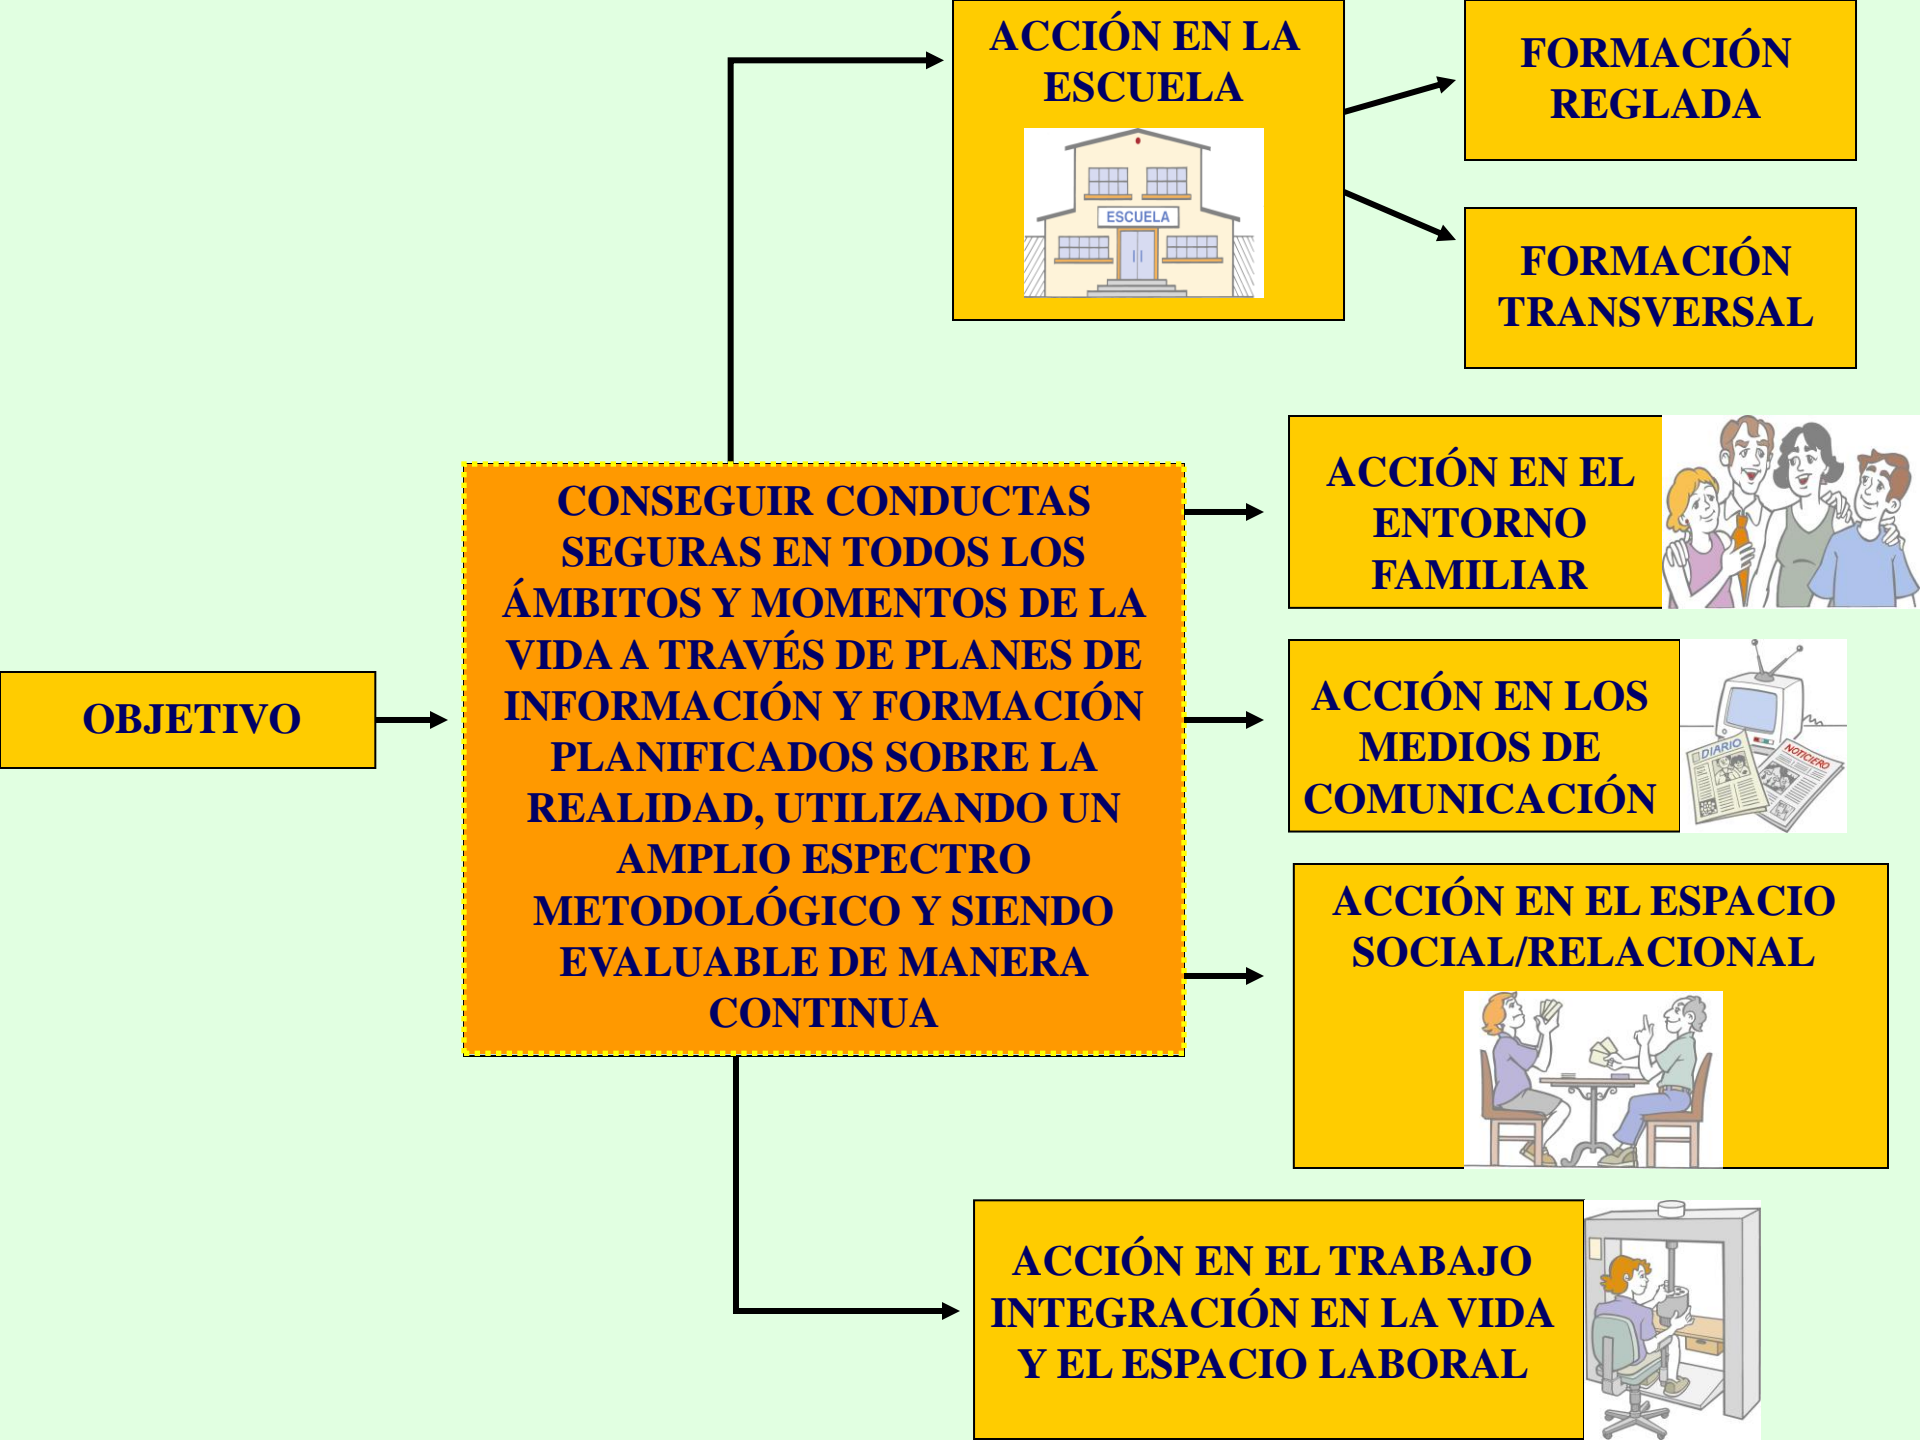 ACCIÓN EN LA
ESCUELA
ESCUELA
FORMACIÓN
REGLADA
FORMACIÓN
TRANSVERSAL
OBJETIVO
CONSEGUIR CONDUCTAS
SEGURAS EN TODOS LOS
ÁMBITOS Y MOMENTOS DE LA
VIDA A TRAVÉS DE PLANES DE
INFORMACIÓN Y FORMACIÓN
PLANIFICADOS SOBRE LA
REALIDAD, UTILIZANDO UN
AMPLIO ESPECTRO
METODOLÓGICO Y SIENDO
EVALUABLE DE MANERA
CONTINUA
ACCIÓN EN EL
ENTORNO
FAMILIAR
ACCIÓN EN LOS
MEDIOS DE
COMUNICACIÓN
DIARIO
NOTICIERO
ACCIÓN EN EL ESPACIO
SOCIAL/RELACIONAL
ACCIÓN EN EL TRABAJO
INTEGRACIÓN EN LA VIDA
Y EL ESPACIO LABORAL